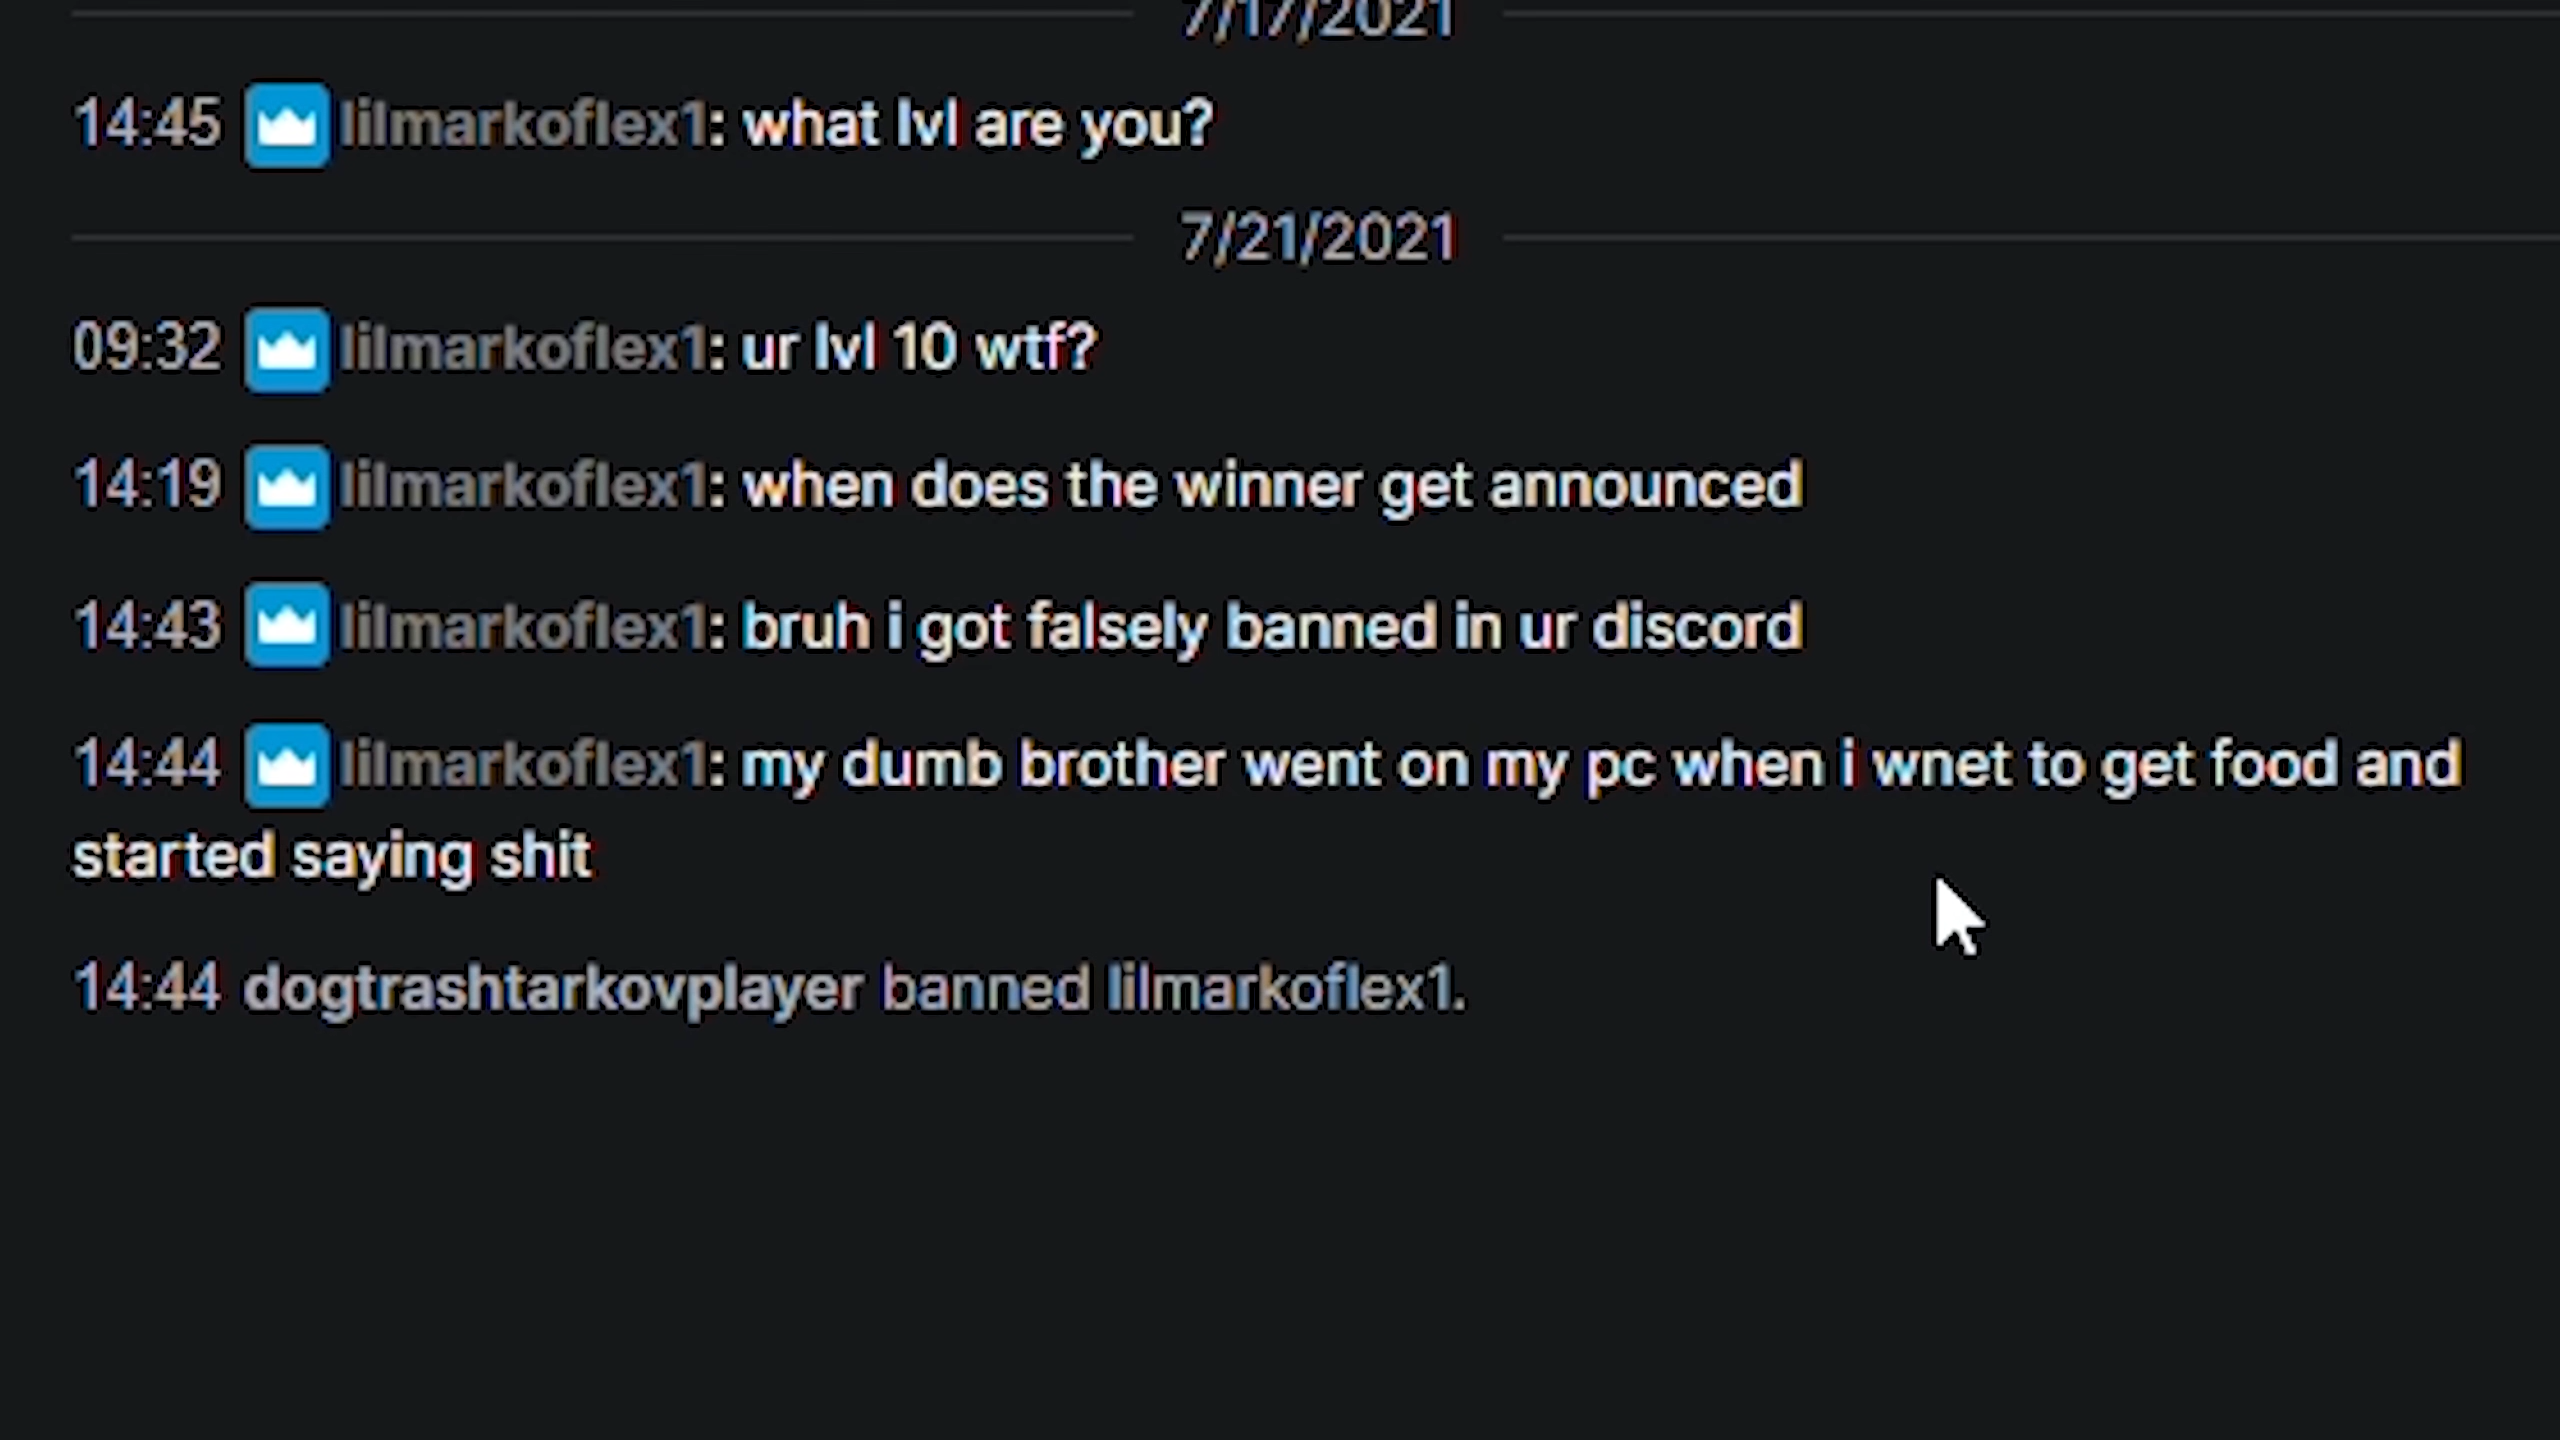 7/17/2021
14:45 lilmarkoflex1: what lvl are you?
7/21/2021
09:32 lilmarkoflex1: ur lvl 10 wtf?
14:19 lilmarkoflex1: when does the winner get announced
14:43 lilmarkoflex1: bruh i got falsely banned in ur discord
14:44 lilmarkoflex1: my dumb brother went on my pc when i wnet to get food and
started saying shit
14:44 dogtrashtarkovplayer banned lilmarkoflex1.